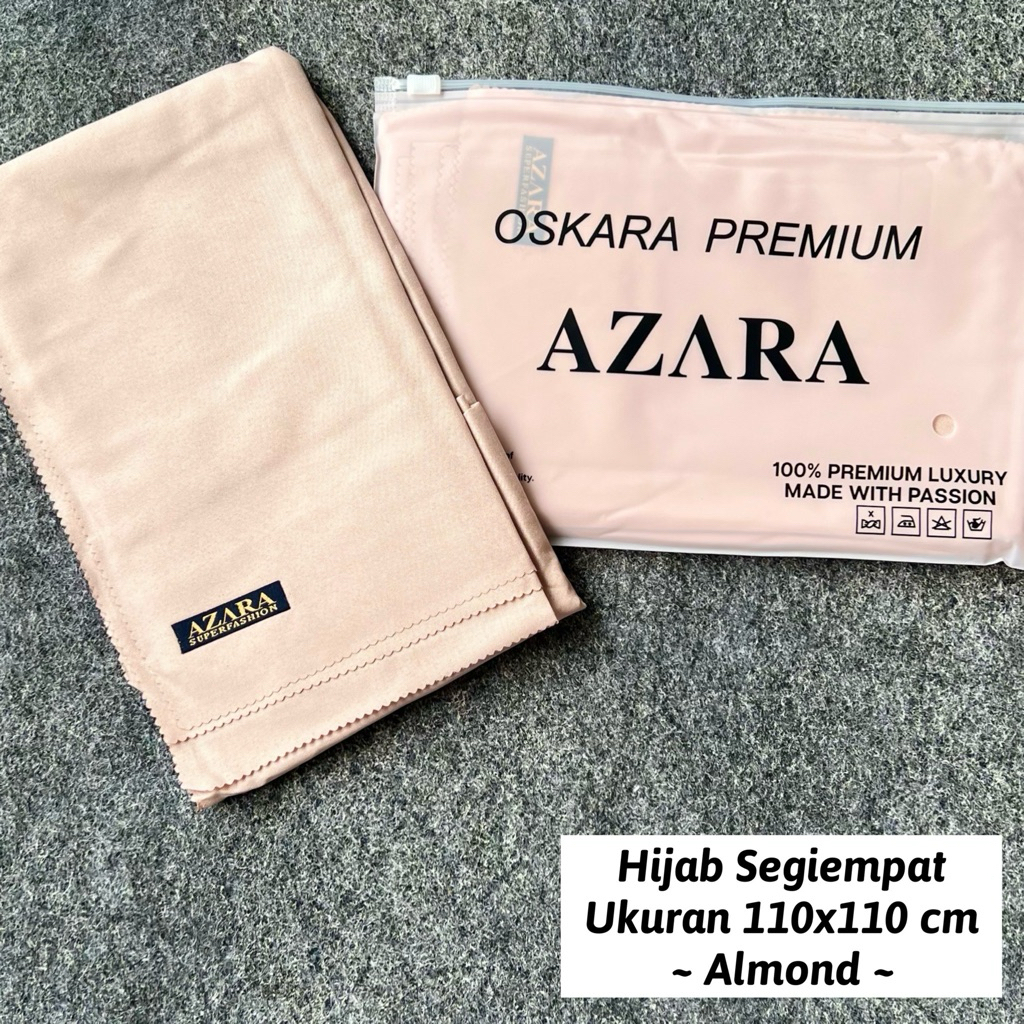 AZARA
SUPERFASHION
AZARA
OSKARA PREMIUM
AZARA
100% PREMIUM LUXURY
MADE WITH PASSION
Hijab Segiempat
Ukuran 110x110 cm
~ Almond ~